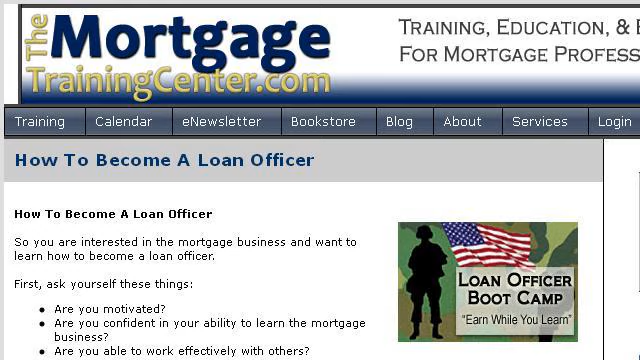 The
Mortgage
TrainingCenter.com
TRAINING, EDUCATION, &
FOR MORTGAGE
Training Calendar eNewsletter Bookstore Blog About Services Login
How To Become A Loan Officer
How To Become A Loan Officer
So you are interested in the mortgage business and want to
learn how to become a loan officer.
First, ask yourself these things:
Are you motivated?
Are you confident in your ability to learn the mortgage
business?
Are you able to work effectively with others?
LOAN OFFICER
BOOT CAMP
"Earn While You Learn"